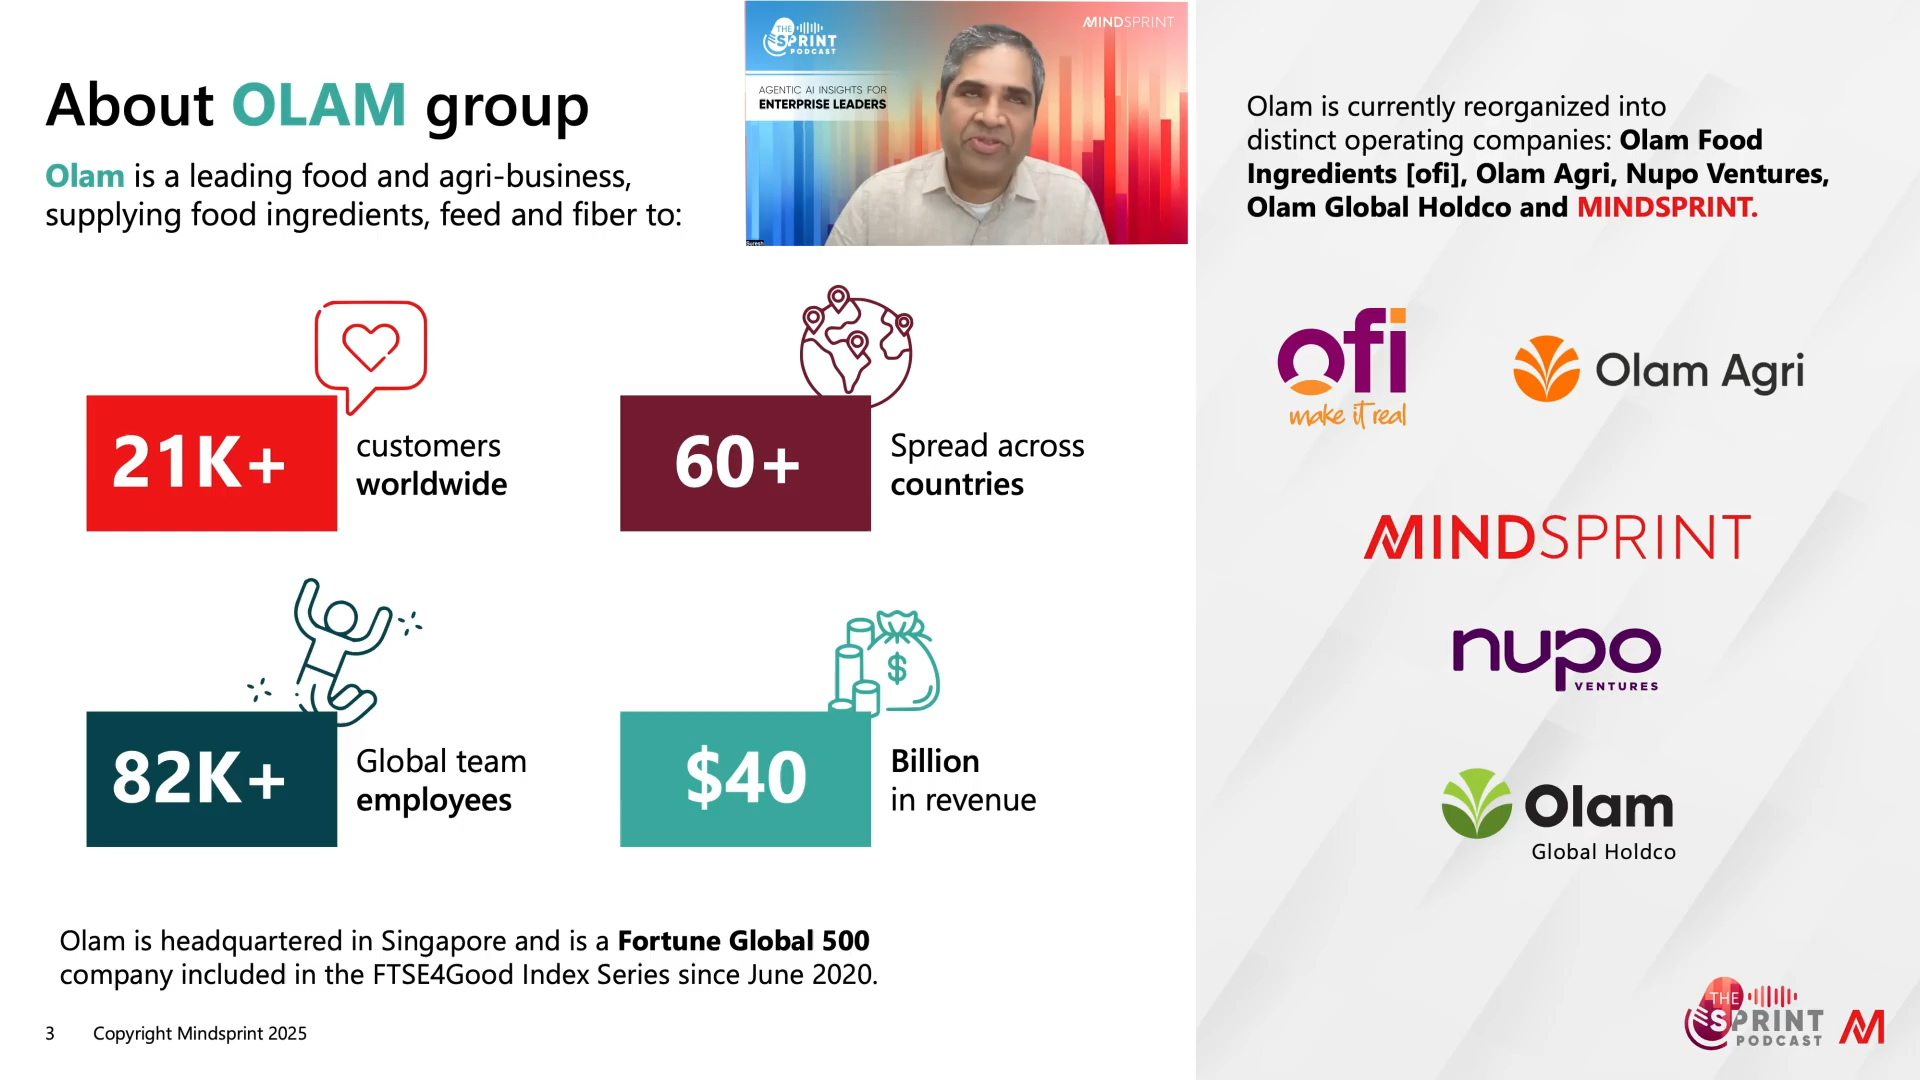 About OLAM group
Olam is a leading food and agri-business,
supplying food ingredients, feed and fiber to:
THE
SPRINT
PODCAST
MINDSPRINT
AGENTIC AI INSIGHTS FOR
ENTERPRISE LEADERS
Suresh
21K+
customers
worldwide
60+
Spread across
countries
82K+
Global team
employees
$
$40
Billion
in revenue
Olam is headquartered in Singapore and is a Fortune Global 500
company included in the FTSE4Good Index Series since June 2020.
3 Copyright Mindsprint 2025
Olam is currently reorganized into
distinct operating companies: Olam Food
Ingredients [ofi], Olam Agri, Nupo Ventures,
Olam Global Holdco and MINDSPRINT.
ofi
make it real
Olam Agri
MINDSPRINT
nupo
VENTURES
Olam
Global Holdco
THE
SPRINT
PODCAST
M